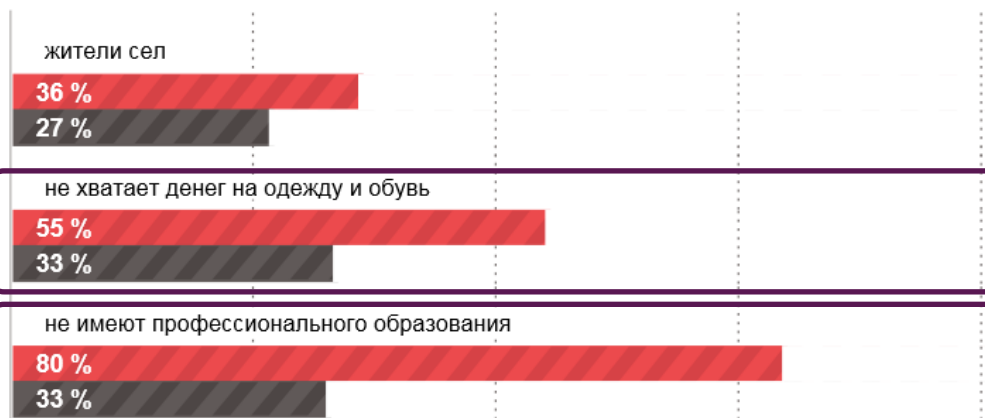 жители сел
36 %
27 %
не хватает денег на одежду и обувь
55 %
33 %
не имеют профессионального образования
80 %
33 %